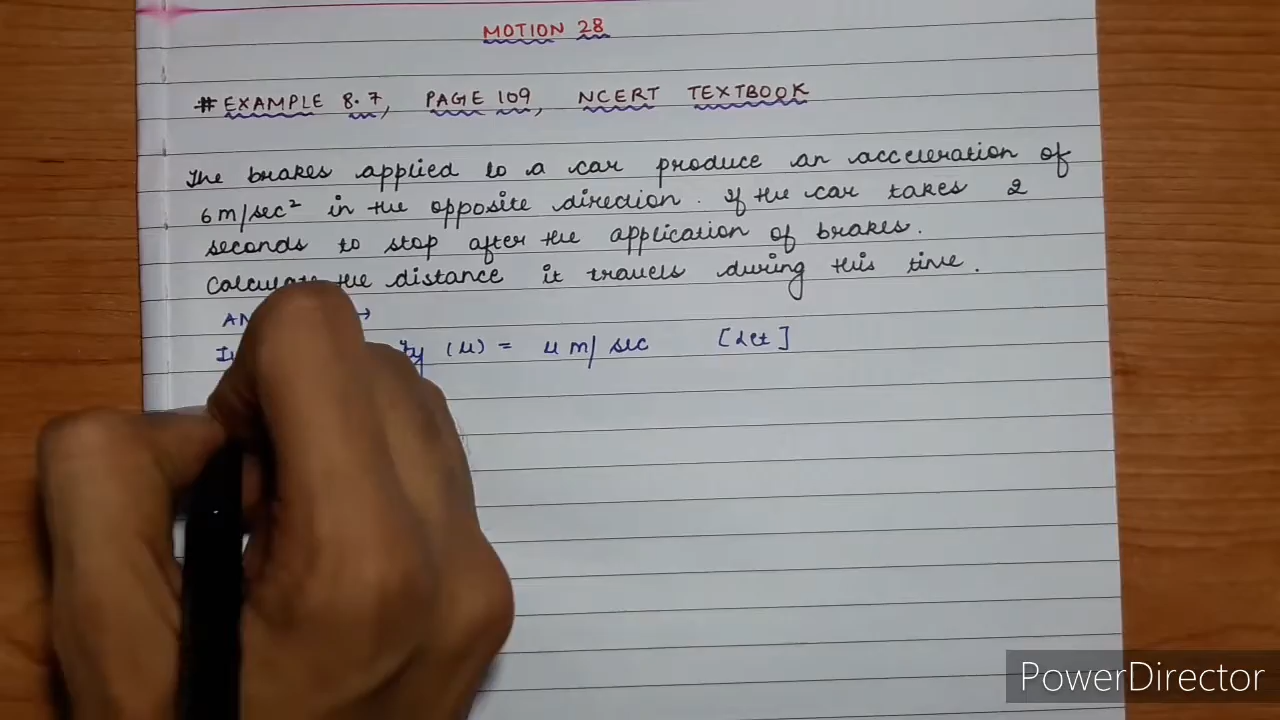 MOTION 28
# EXAMPLE 8.7, PAGE 109, NCERT TEXTBOOK
The brakes applied to a car produce an acceleration of
6 m/sec² in the opposite direction. If the car takes 2
seconds to stop after the application of brakes.
Calculate the distance it travels during this time.
(u) = u m/sec [Let]
PowerDirector